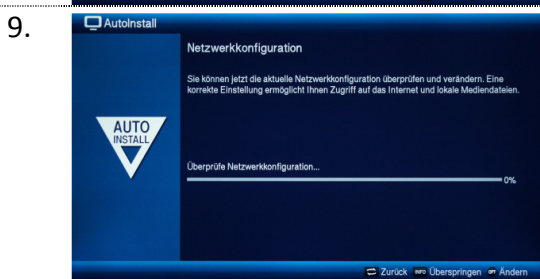 9.
AutoInstall
Netzwerkkonfiguration
Sie können jetzt die aktuelle Netzwerkkonfiguration überprüfen und verändern. Eine
korrekte Einstellung ermöglicht Ihnen Zugriff auf das Internet und lokale Mediendateien.
AUTO
INSTALL
Überprüfe Netzwerkkonfiguration...
0%
Zurück INFO Überspringen OPT Ändern